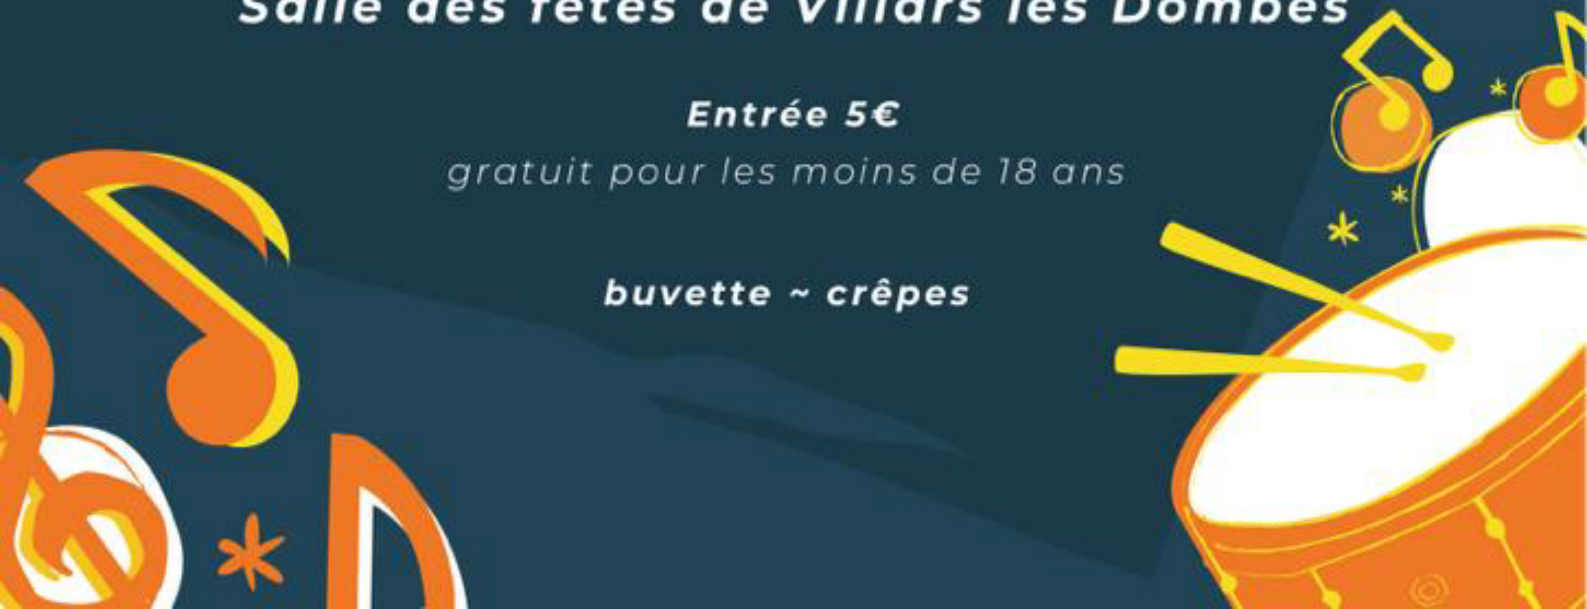 Salle des fêtes de Villars les Dombes
Entrée 5€
gratuit pour les moins de 18 ans
buvette ~ crêpes